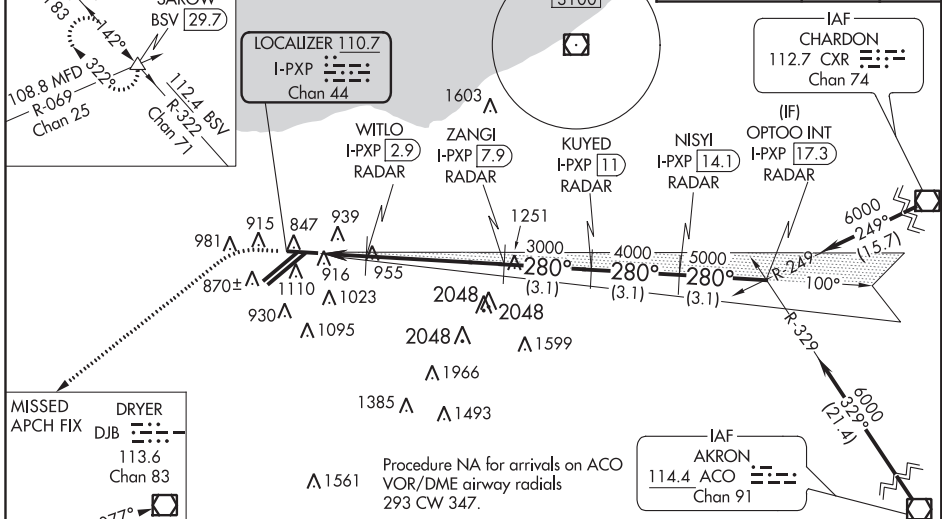 SAROW
BSV 29.7
183
142°
322°
108.8 MFD
R-069
Chan 25
112.4 BSV
R-322
Chan 71
LOCALIZER 110.7
I-PXP
Chan 44
3100
IAF
CHARDON
112.7 CXR
Chan 74
1603
WITLO
I-PXP 2.9
RADAR
ZANGI
I-PXP 7.9
RADAR
KUYED
I-PXP 11
RADAR
NISYI
I-PXP 14.1
RADAR
(IF)
OPTOO INT
I-PXP 17.3
RADAR
6000
249°
(15.7)
R-249
981
915
847
939
916
955
1251
3000
4000
5000
280°
280°
280°
(3.1)
(3.1)
(3.1)
100°
870±
1110
1023
930
1095
2048
2048
2048
1599
1966
1385
1493
1561
R-329
6000
329°
(21.4)
MISSED
APCH FIX
DRYER
DJB
113.6
Chan 83
077°
Procedure NA for arrivals on ACO
VOR/DME airway radials
293 CW 347.
IAF
AKRON
114.4 ACO
Chan 91